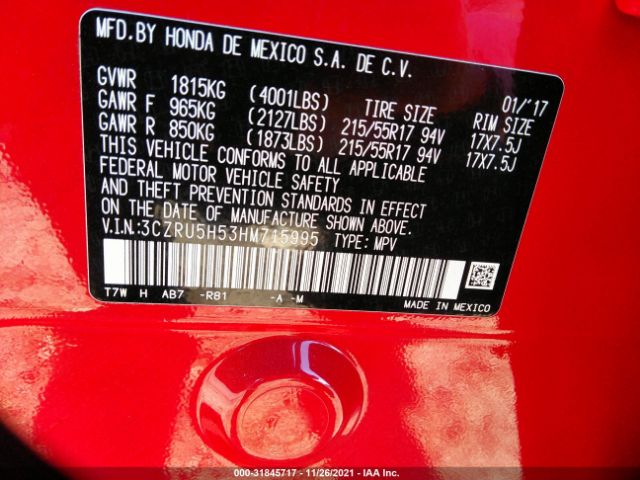 MFD. BY HONDA DE MEXICO S.A. DE C.V.
01/'17
GVWR 1815KG (4001LBS) TIRE SIZE RIM SIZE
GAWR F 965KG (2127LBS) 215/55R17 94V 17X7.5J
GAWR R 850KG (1873LBS) 215/55R17 94V 17X7.5J
THIS VEHICLE CONFORMS TO ALL APPLICABLE
FEDERAL MOTOR VEHICLE SAFETY
AND THEFT PREVENTION STANDARDS IN EFFECT
ON THE DATE OF MANUFACTURE SHOWN ABOVE.
V.I.N.:3CZRU5H53HM715995 TYPE: MPV
T7W H AB7 -R81 -A -M
MADE IN MEXICO
000-31845717 - 11/26/2021 - IAA Inc.